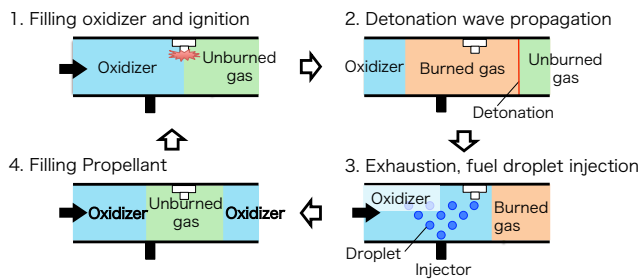 1. Filling oxidizer and ignition
Oxidizer
Unburned
gas
2. Detonation wave propagation
Oxidizer
Burned gas
Unburned
gas
Detonation
4. Filling Propellant
Oxidizer
Unburned
gas
Oxidizer
3. Exhaustion, fuel droplet injection
Oxidizer
Burned
gas
Droplet
Injector